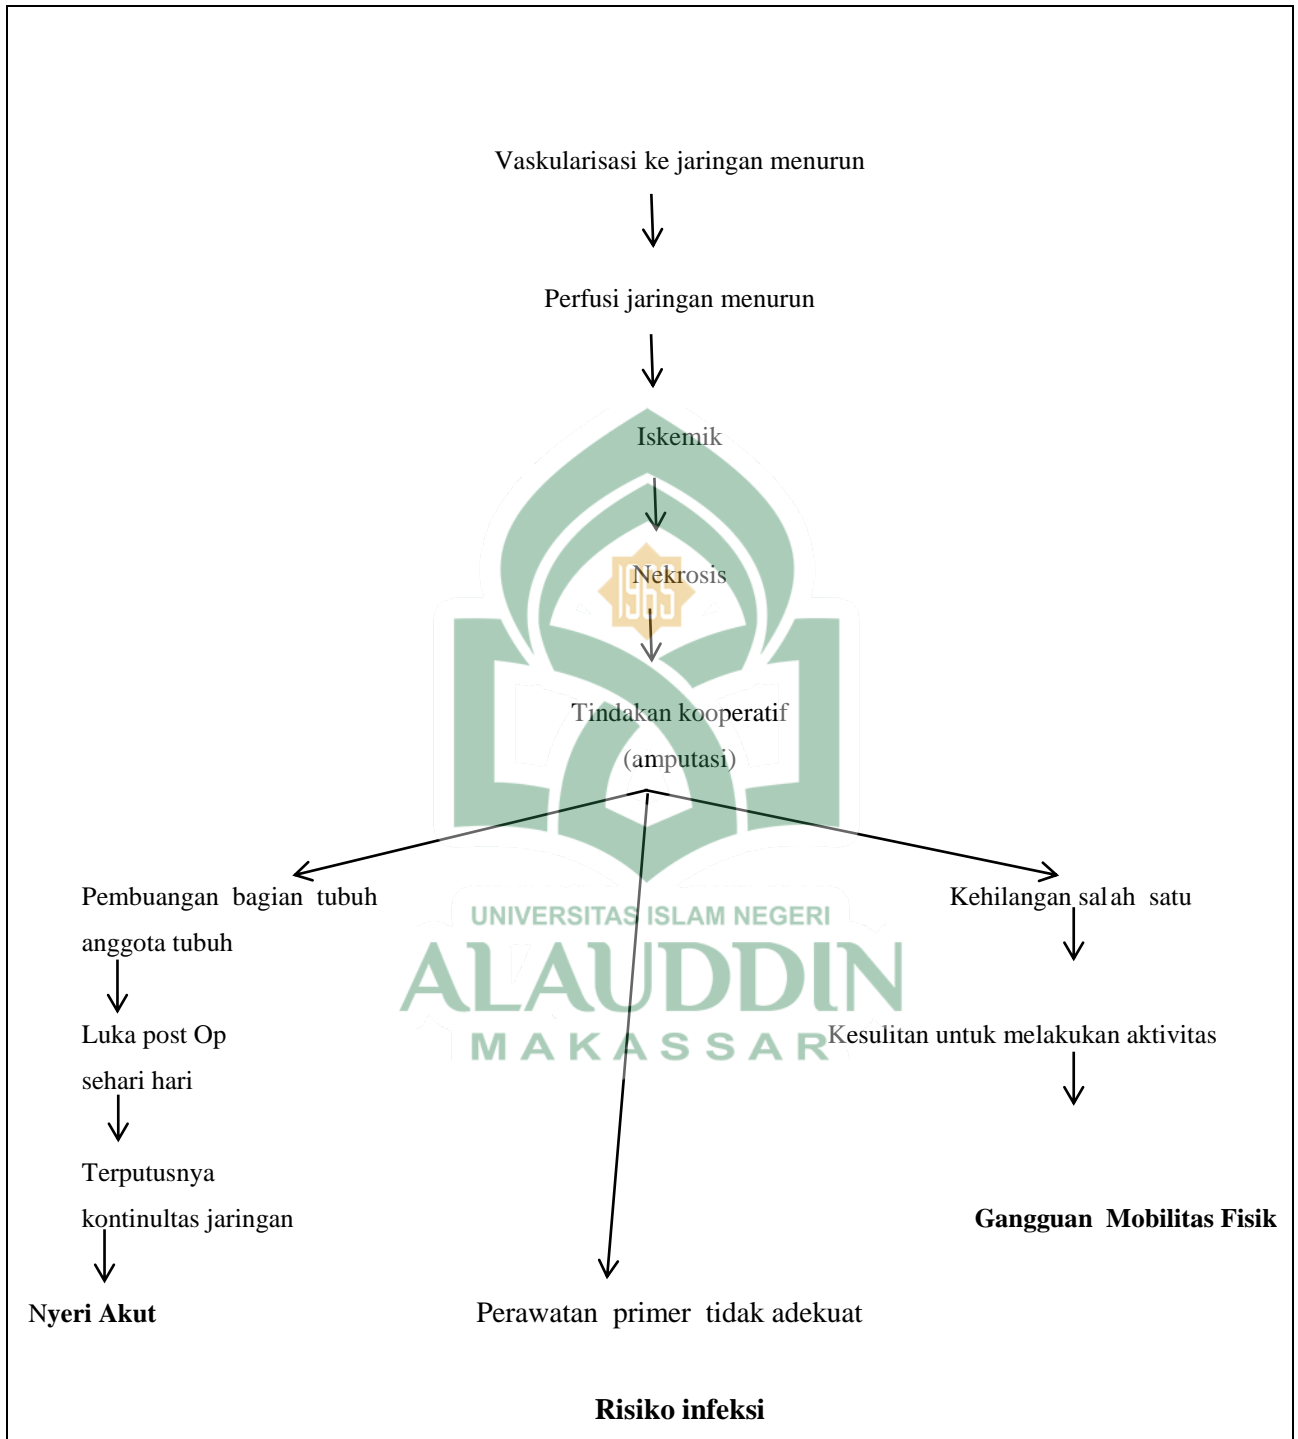 Vaskularisasi ke jaringan menurun
Perfusi jaringan menurun
Iskemik
Nekrosis
1965
Tindakan kooperatif
(amputasi)
Pembuangan bagian tubuh
Kehilangan salah satu
anggota tubuh
UNIVERSITAS ISLAM NEGERI
ALAUDDIN
MAKASSAR
Luka post Op
Kesulitan untuk melakukan aktivitas
sehari hari
Terputusnya
kontinultas jaringan
Gangguan Mobilitas Fisik
Nyeri Akut
Perawatan primer tidak adekuat
Risiko infeksi